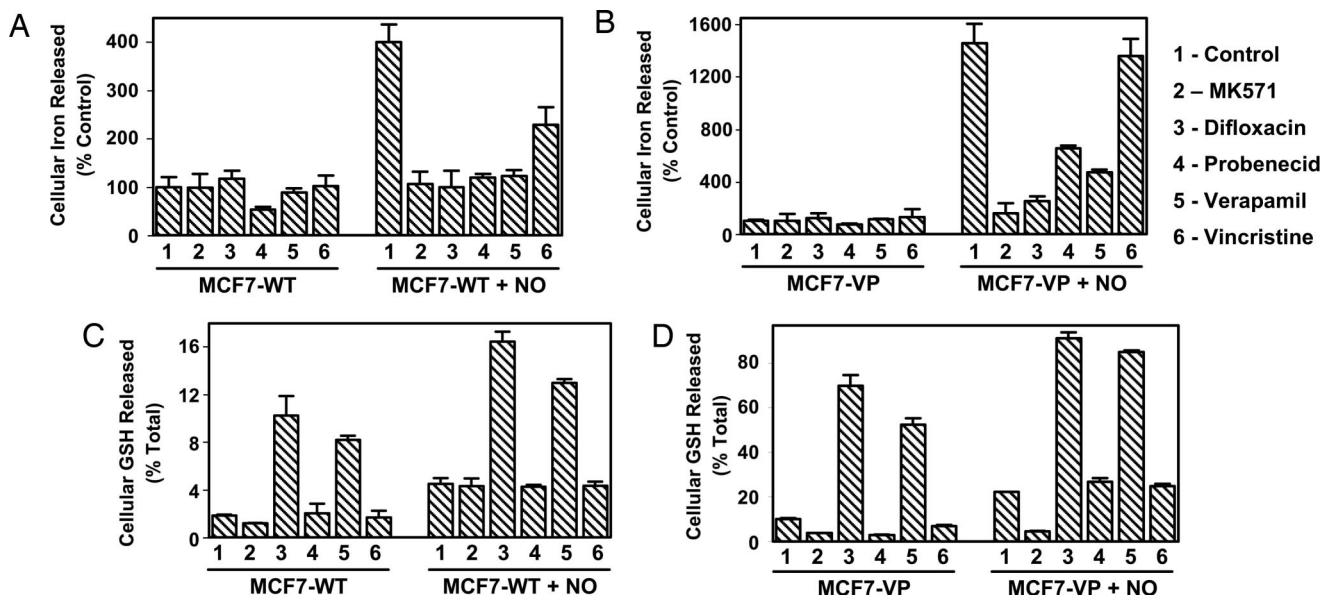 A
Cellular Iron Released
(% Control)
400
300
200
100
0
1 2 3 4 5 6 1 2 3 4 5 6
MCF7-WT MCF7-WT + NO
B
Cellular Iron Released
(% Control)
1600
1200
800
400
0
1 2 3 4 5 6 1 2 3 4 5 6
MCF7-VP MCF7-VP + NO
1 - Control
2 – MK571
3 - Difloxacin
4 - Probenecid
5 - Verapamil
6 - Vincristine
C
Cellular GSH Released
(% Total)
16
12
8
4
0
1 2 3 4 5 6 1 2 3 4 5 6
MCF7-WT MCF7-WT + NO
D
Cellular GSH Released
(% Total)
80
60
40
20
0
1 2 3 4 5 6 1 2 3 4 5 6
MCF7-VP MCF7-VP + NO